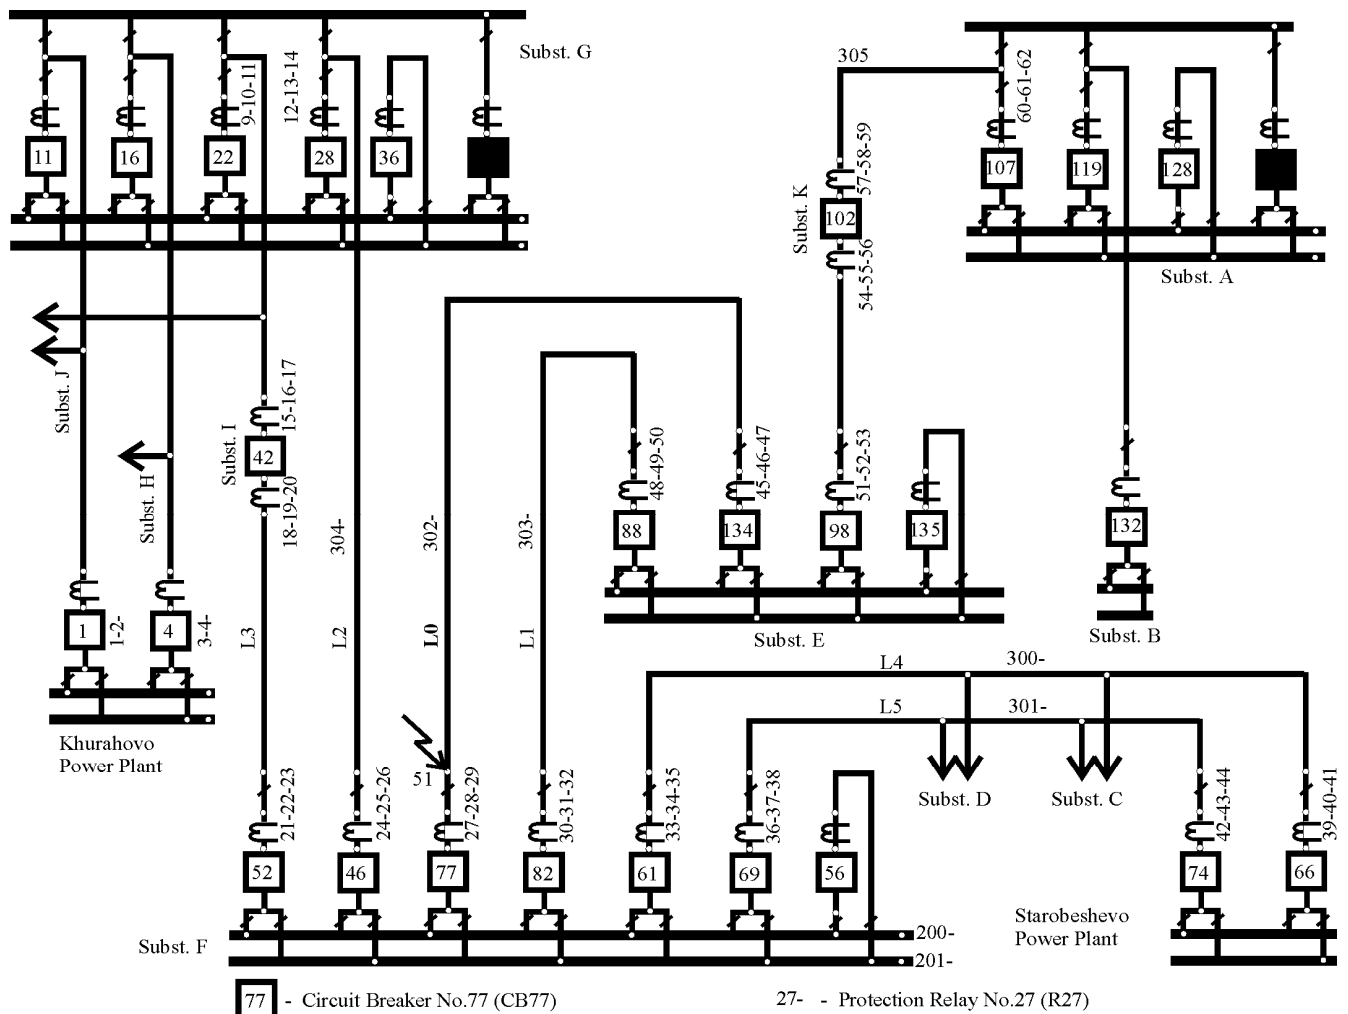 Subst. G
305
11
16
22
9-10-11
12-13-14
28
36
60-61-62
57-58-59
Subst. K
102
54-55-56
107
119
128
Subst. A
Subst. J
Subst. H
Subst. I
15-16-17
42
18-19-20
304-
302-
303-
48-49-50
45-46-47
51-52-53
88
134
98
135
132
1
1-2-
4
3-4-
L3
L2
L0
L1
Subst. E
Subst. B
L4
300-
L5
301-
Khurahovo
Power Plant
51
21-22-23
24-25-26
27-28-29
30-31-32
33-34-35
36-37-38
Subst. D
Subst. C
42-43-44
39-40-41
52
46
77
82
61
69
56
74
66
Starobeshevo
Power Plant
Subst. F
200-
201-
77 - Circuit Breaker No.77 (CB77)
27- - Protection Relay No.27 (R27)